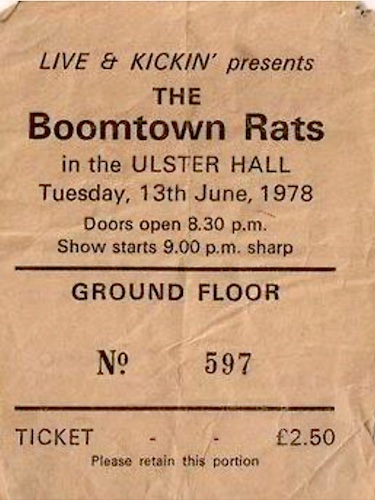 LIVE & KICKIN' presents
THE
Boomtown Rats
in the ULSTER HALL
Tuesday, 13th June, 1978
Doors open 8.30 p.m.
Show starts 9.00 p.m. sharp
GROUND FLOOR
Nº 597
TICKET - - £2.50
Please retain this portion